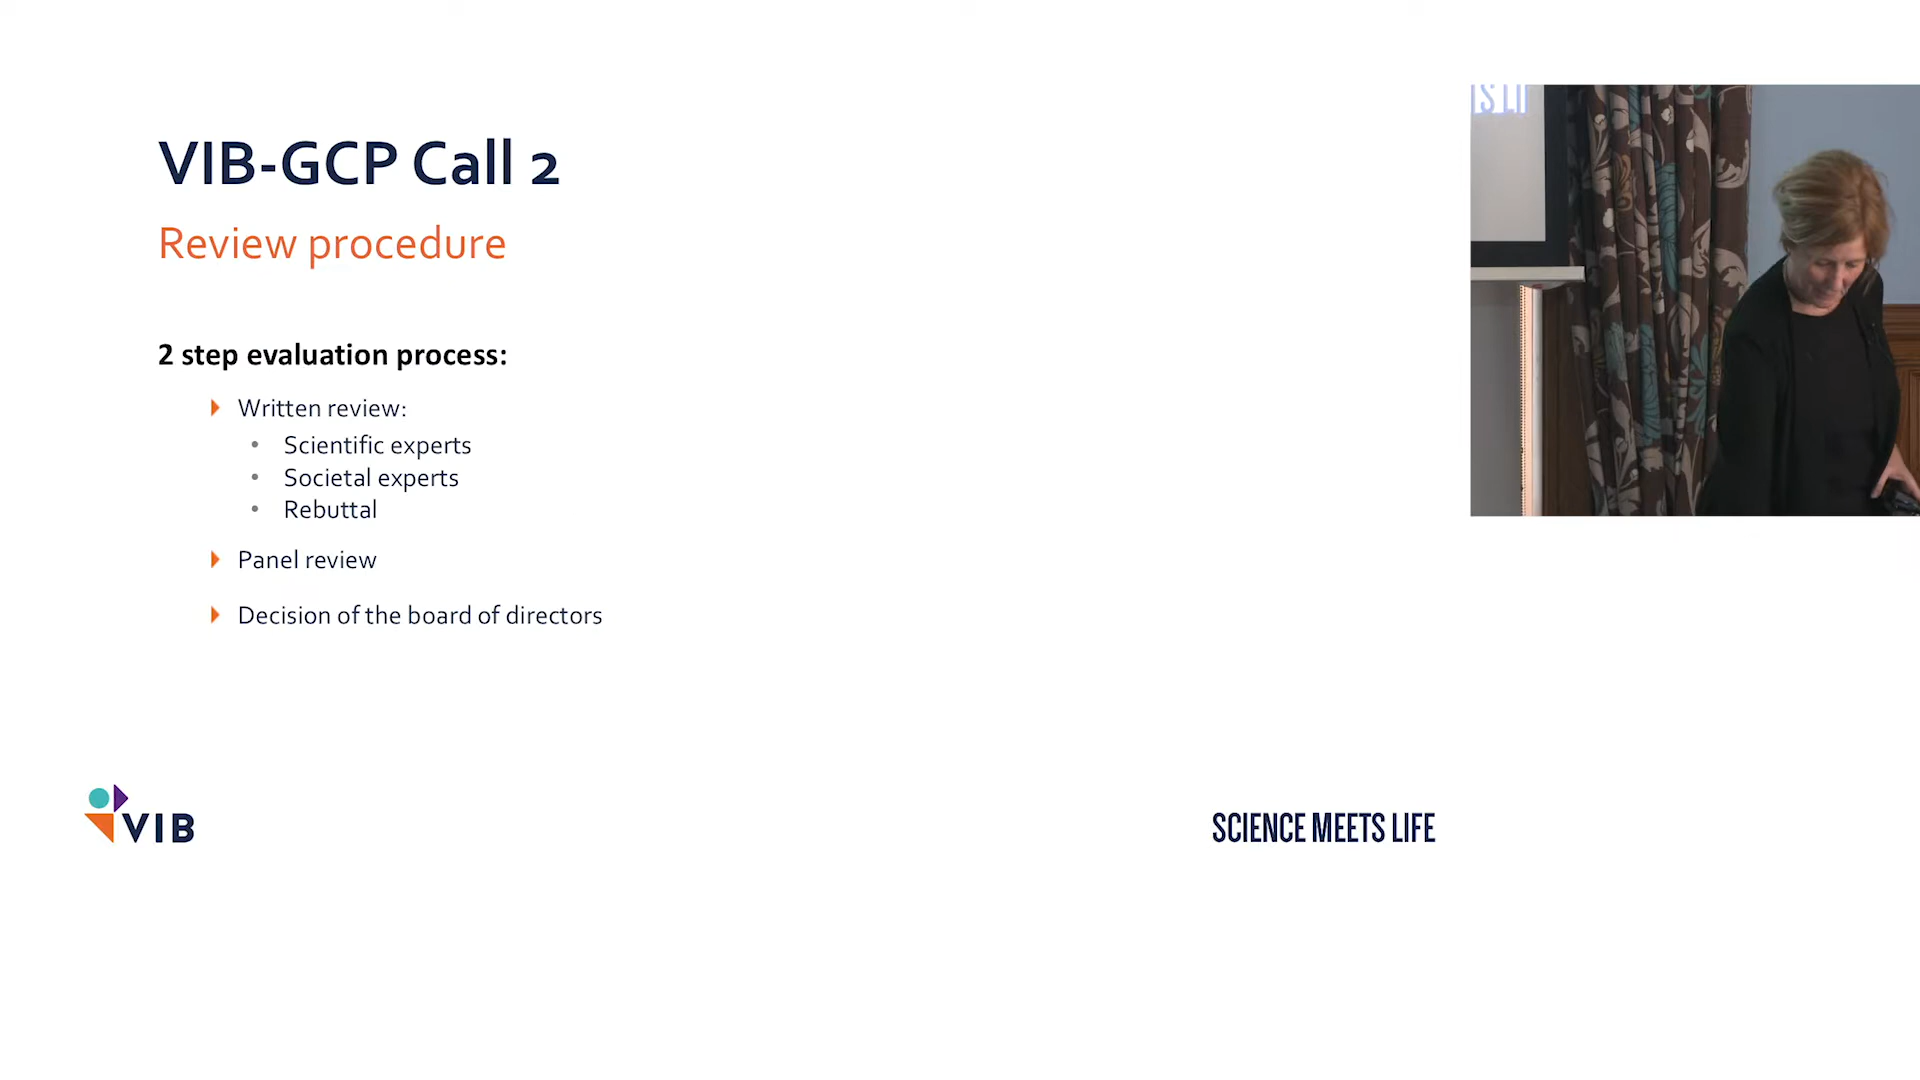 VIB-GCP Call 2
Review procedure
2 step evaluation process:
Written review:
Scientific experts
Societal experts
Rebuttal
Panel review
Decision of the board of directors
VIB
SCIENCE MEETS LIFE